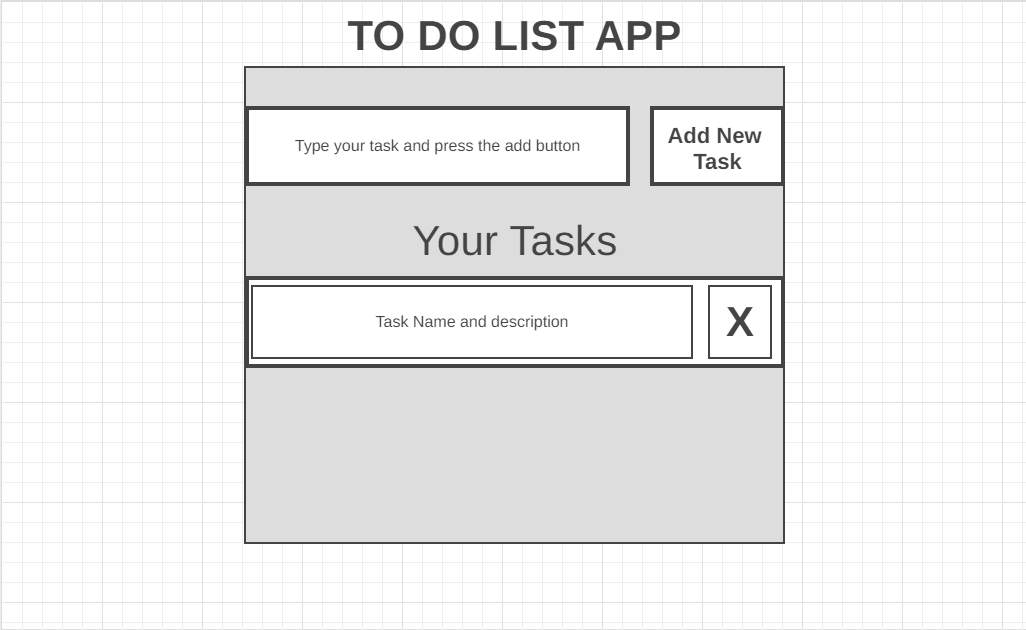 TO DO LIST APP
Type your task and press the add button
Add New
Task
Your Tasks
Task Name and description
X